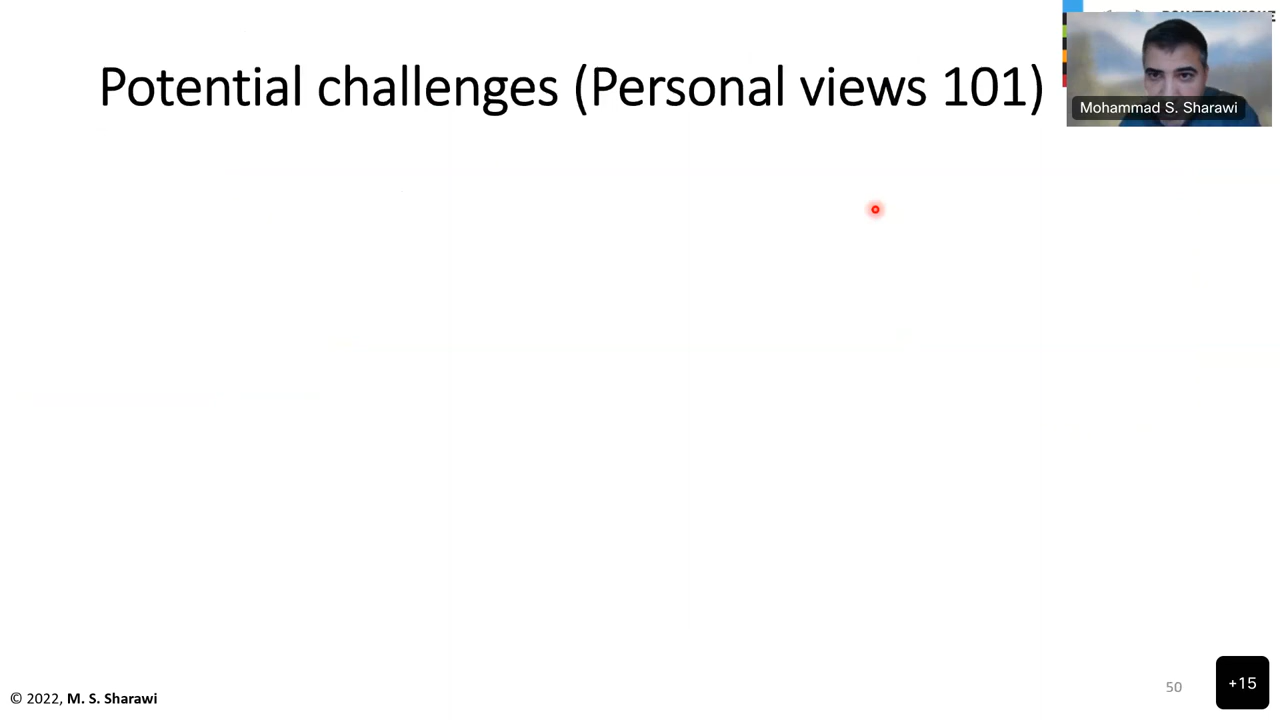 Potential challenges (Personal views 101)
Mohammad S. Sharawi
© 2022, M. S. Sharawi
50
+15